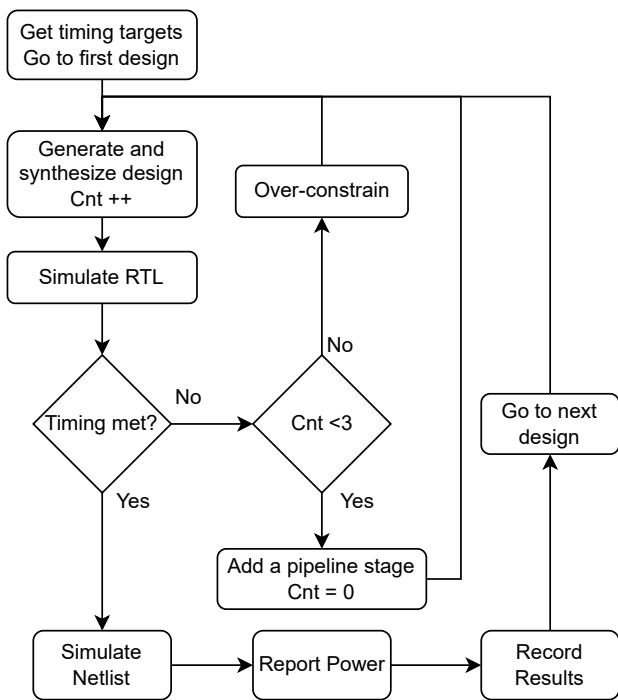 Get timing targets
Go to first design
Generate and
synthesize design
Cnt ++
Over-constrain
Simulate RTL
No
Timing met?
No
Cnt <3
Go to next
design
Yes
Yes
Add a pipeline stage
Cnt = 0
Simulate
Netlist
Report Power
Record
Results